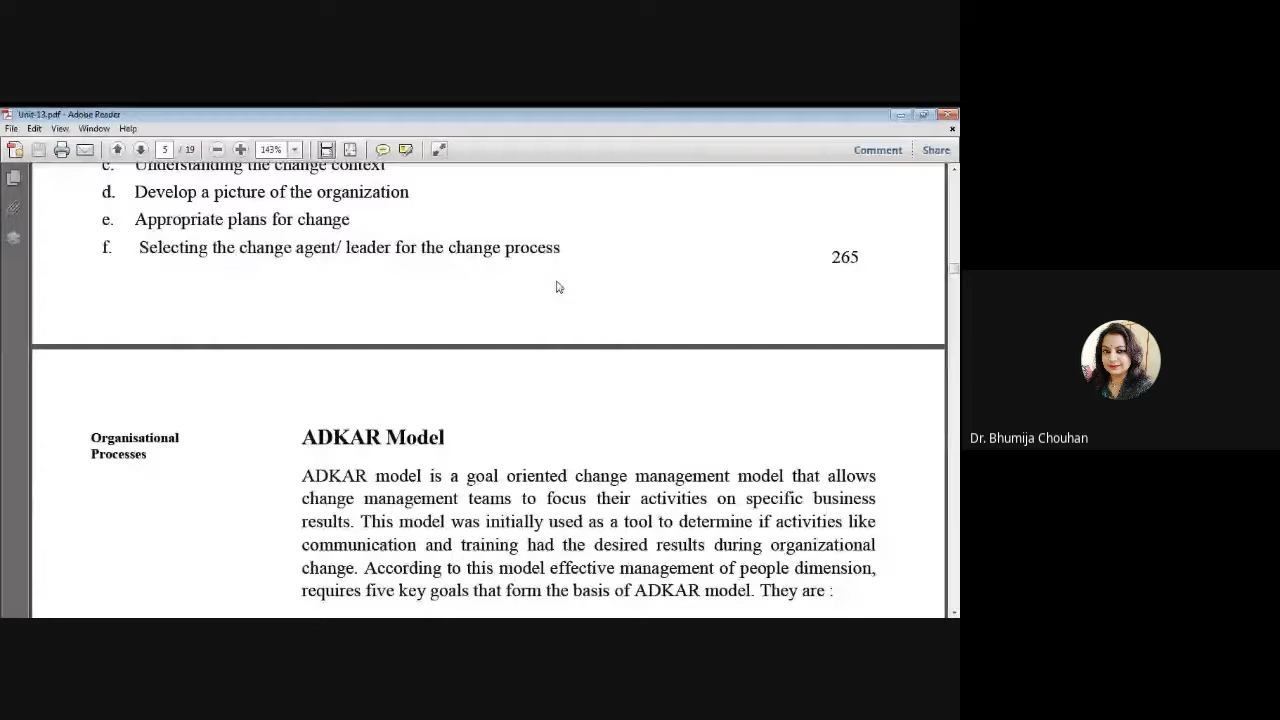 Unit-13.pdf - Adobe Reader
File Edit View Window Help
5 / 19 143% Comment Share
c. Understanding the change context
d. Develop a picture of the organization
e. Appropriate plans for change
f. Selecting the change agent/ leader for the change process
265
Organisational
Processes
ADKAR Model
ADKAR model is a goal oriented change management model that allows
change management teams to focus their activities on specific business
results. This model was initially used as a tool to determine if activities like
communication and training had the desired results during organizational
change. According to this model effective management of people dimension,
requires five key goals that form the basis of ADKAR model. They are :
Dr. Bhumija Chouhan